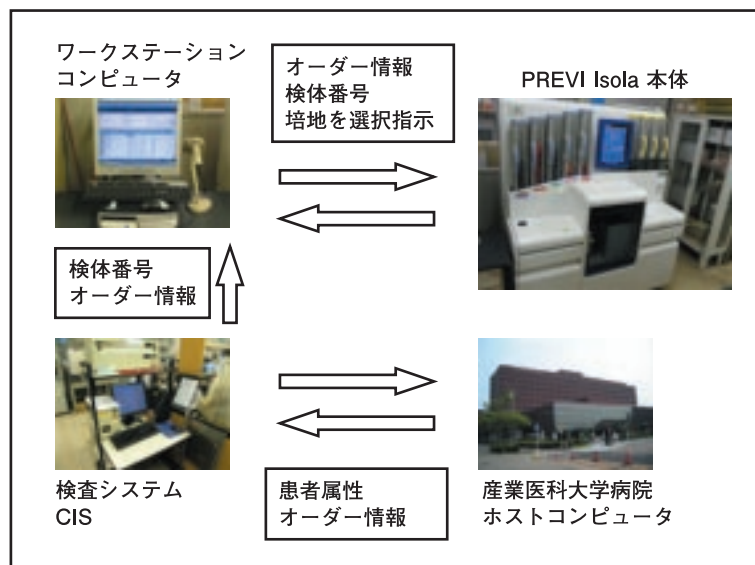 ワークステーション
コンピュータ
オーダー情報
検体番号
培地を選択指示
PREVI Isola 本体
検体番号
オーダー情報
検査システム
CIS
患者属性
オーダー情報
産業医科大学病院
ホストコンピュータ